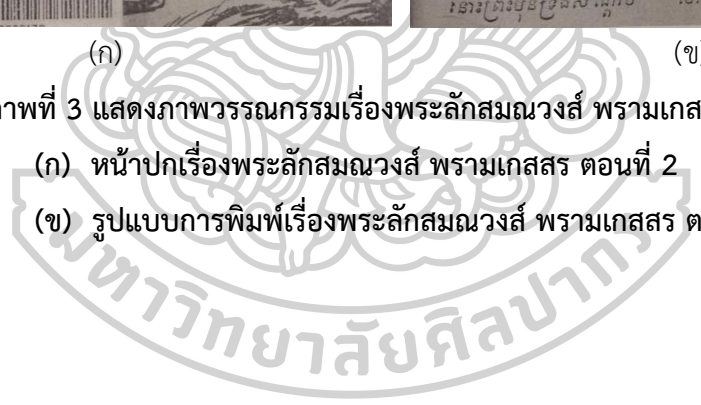 (ก) (ข)
ภาพที่ 3 แสดงภาพวรรณกรรมเรื่องพระลักสมณวงส์ พรามเกส
(ก) หน้าปกเรื่องพระลักสมณวงส์ พรามเกสสร ตอนที่ 2
(ข) รูปแบบการพิมพ์เรื่องพระลักสมณวงส์ พรามเกสสร ต
มหาวิทยาลัยศิลปากร